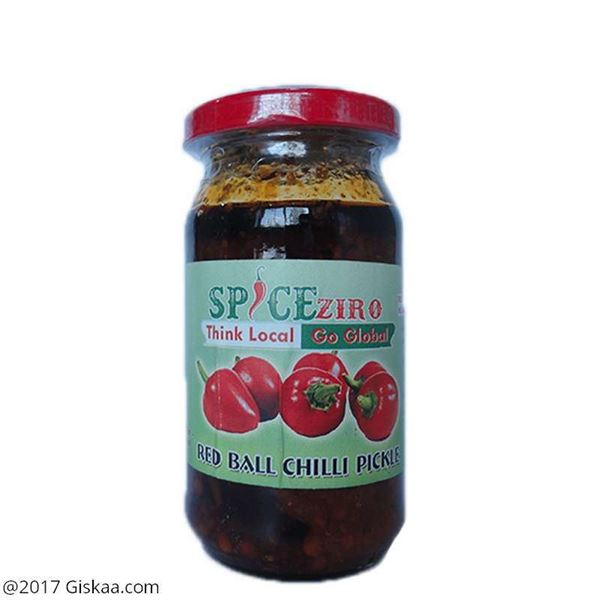 SPICEZIRO
Think Local Go Global
RED BALL CHILLI PICKLE
@2017 Giskaa.com